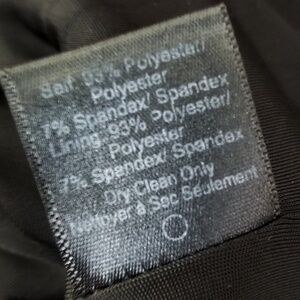 Self: 93% Polyester/
Polyester
7% Spandex/ Spandex
Lining: 93% Polyester/
Polyester
7% Spandex/ Spandex
Dry Clean Only
Nettoyer à Sec Seulement